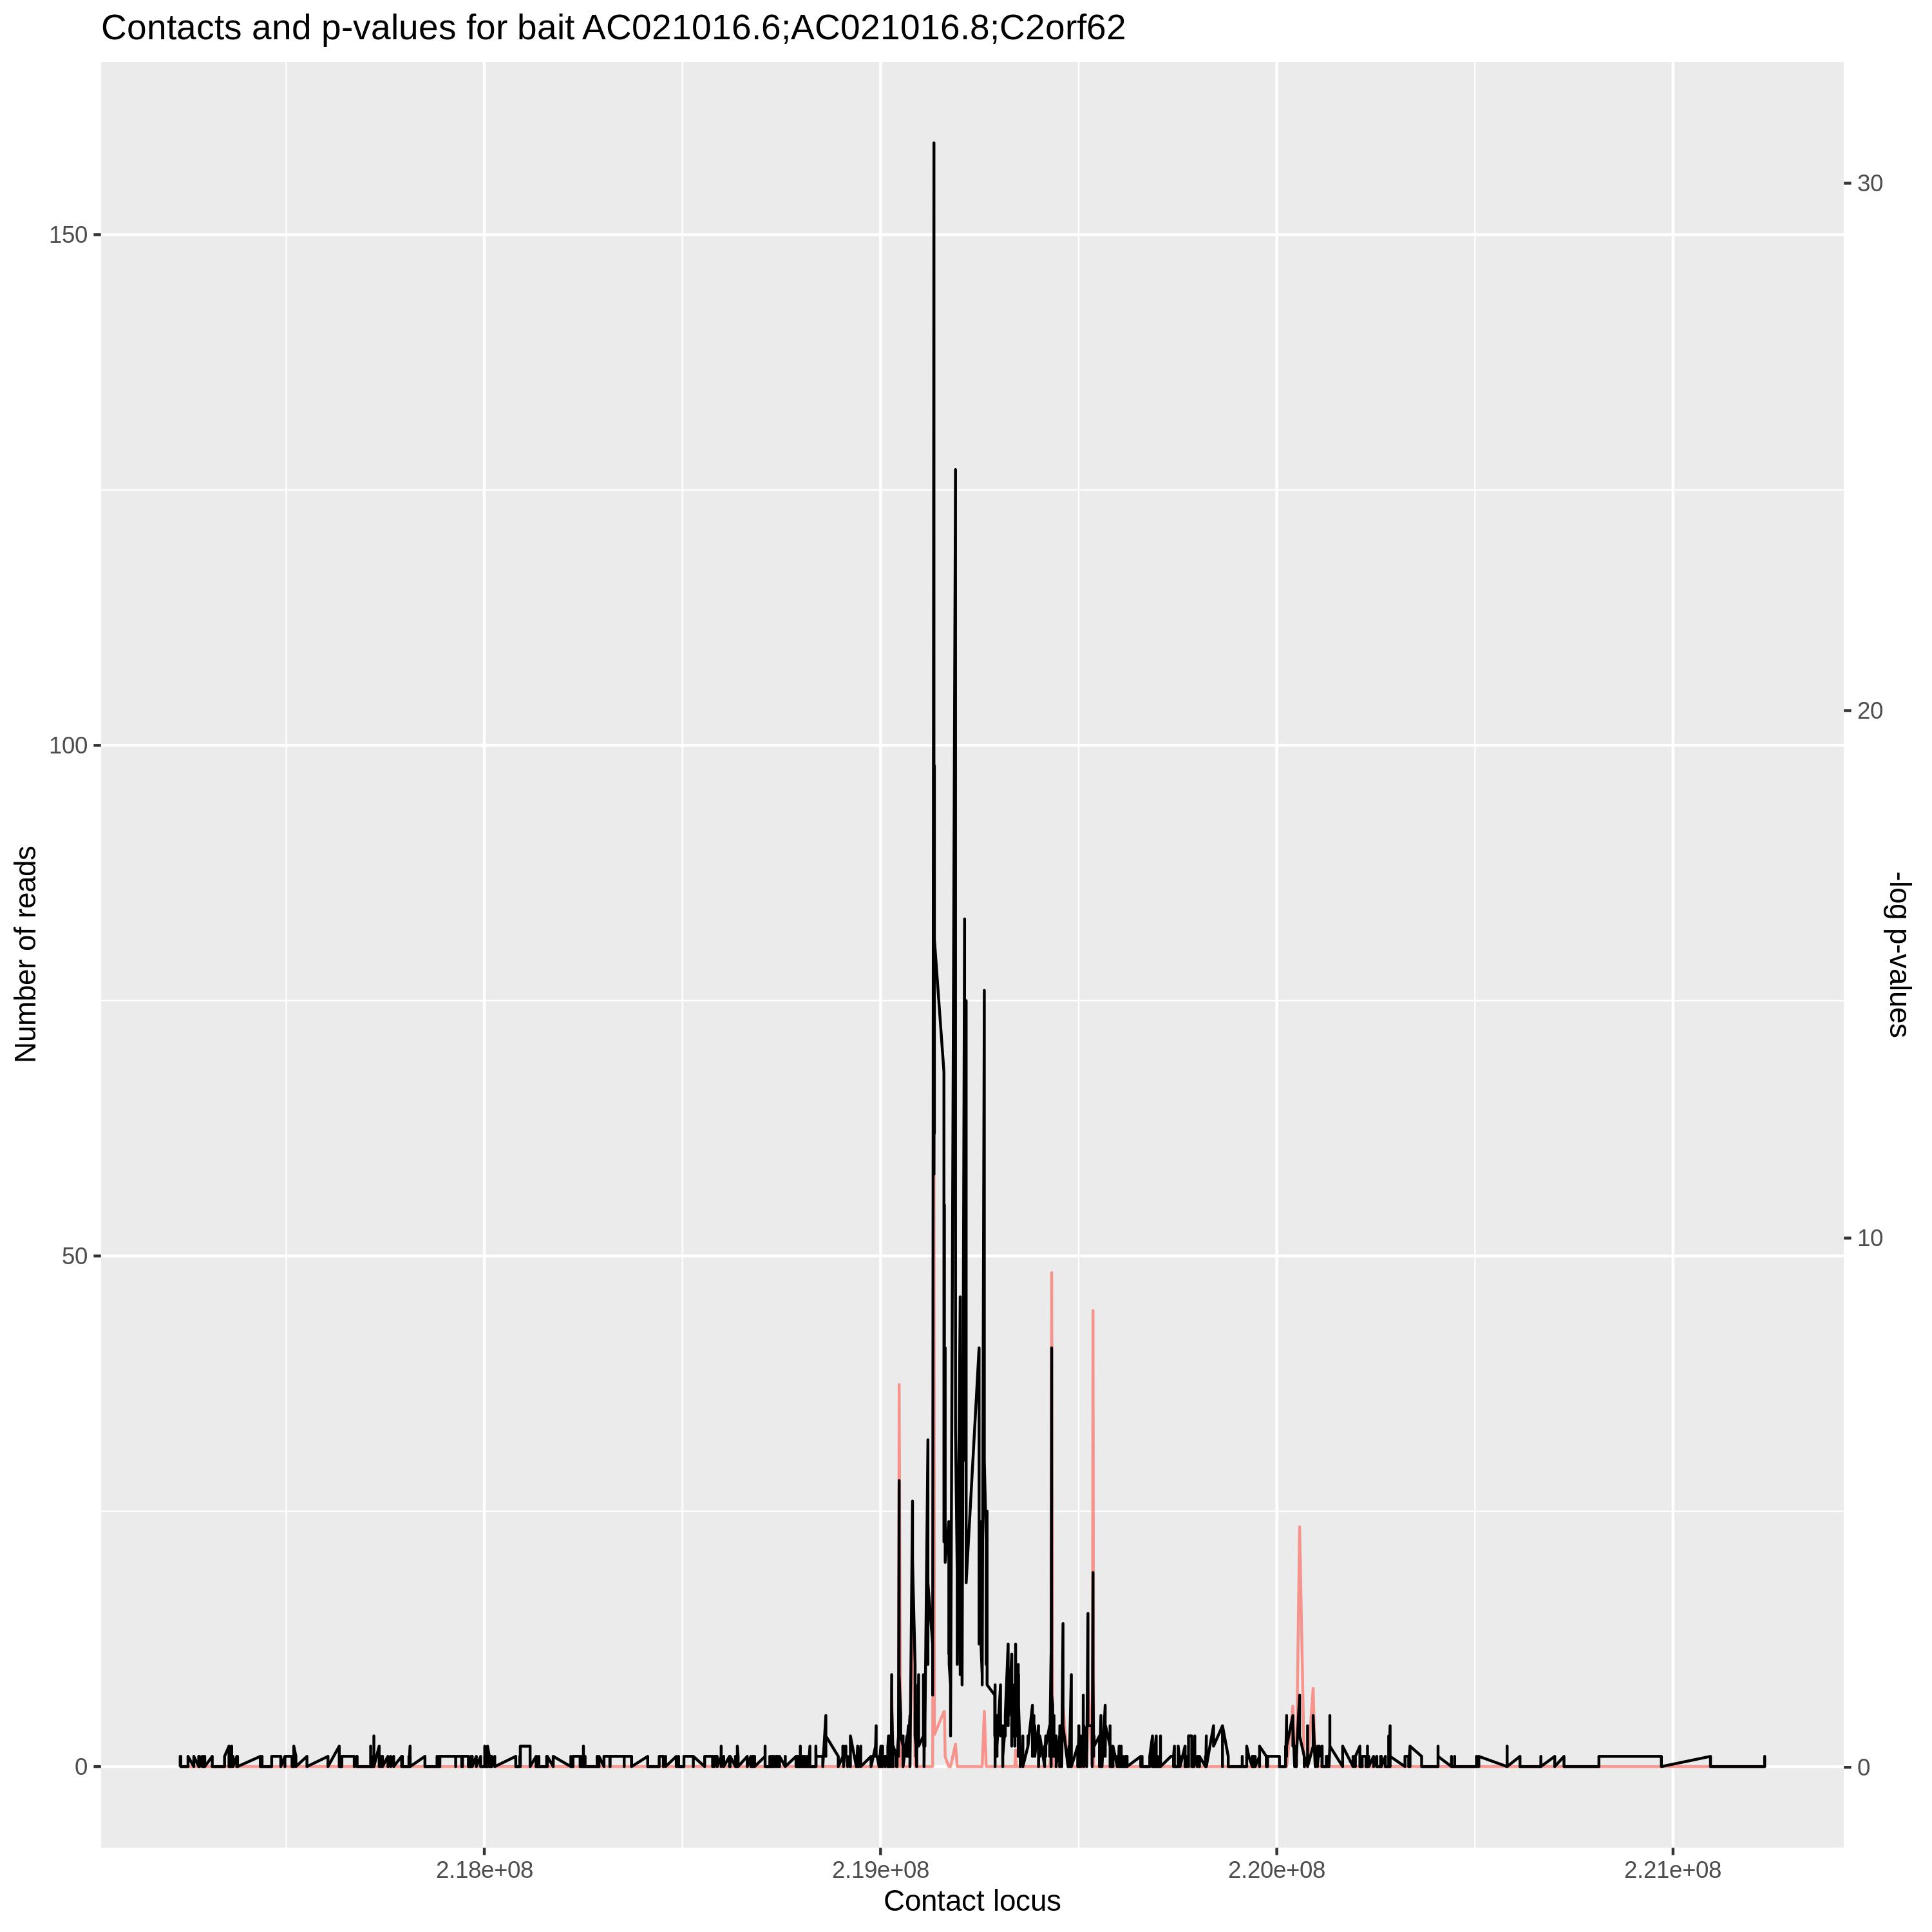 Contacts and p-values for bait AC021016.6;AC021016.8;C2orf62
150
100
50
0
Number of reads
30
20
10
0
-log p-values
2.18e+08
2.19e+08
2.20e+08
2.21e+08
Contact locus